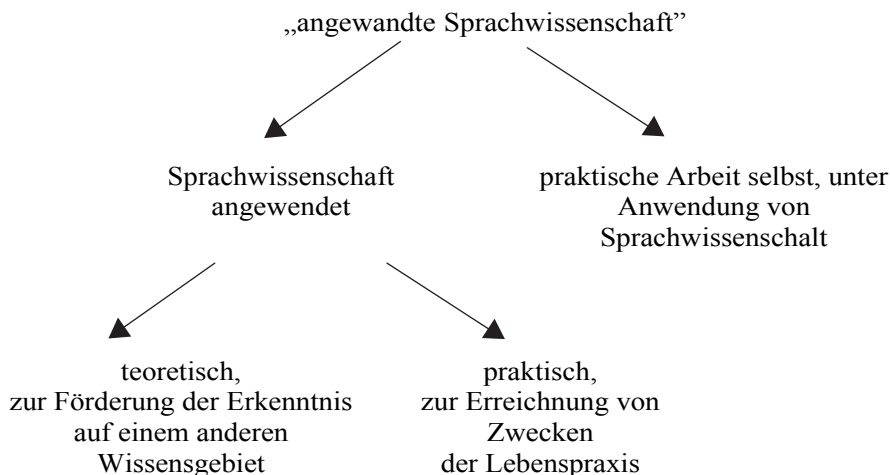 „angewandte Sprachwissenschaft”
Sprachwissenschaft
angewendet
praktische Arbeit selbst, unter
Anwendung von
Sprachwissenschalt
teoretisch,
zur Förderung der Erkenntnis
auf einem anderen
Wissensgebiet
praktisch,
zur Erreichnung von
Zwecken
der Lebenspraxis